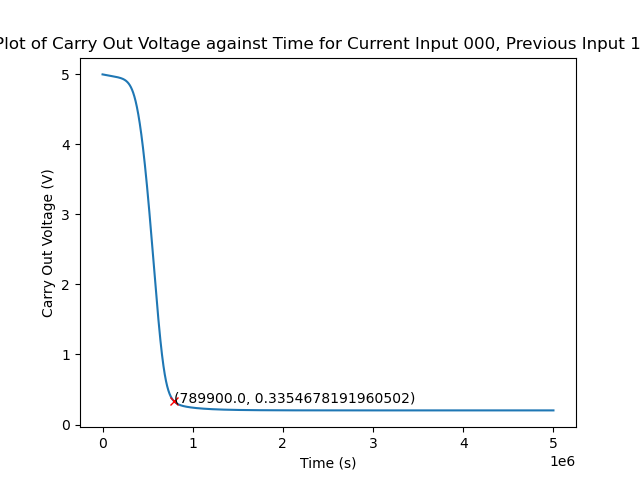 Plot of Carry Out Voltage against Time for Current Input 000, Previous Input 1
5
4
3
2
1
0
Carry Out Voltage (V)
(789900.0, 0.3354678191960502)
0 1 2 3 4 5
1e6
Time (s)